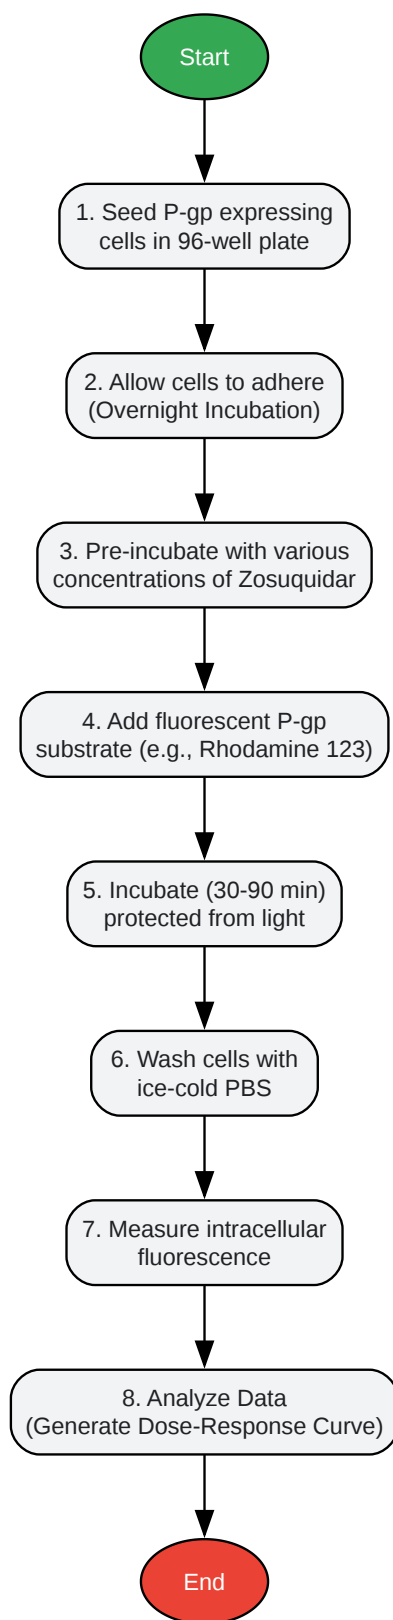 Start
1. Seed P-gp expressing
cells in 96-well plate
2. Allow cells to adhere
(Overnight Incubation)
3. Pre-incubate with various
concentrations of Zosuquidar
4. Add fluorescent P-gp
substrate (e.g., Rhodamine 123)
5. Incubate (30-90 min)
protected from light
6. Wash cells with
ice-cold PBS
7. Measure intracellular
fluorescence
8. Analyze Data
(Generate Dose-Response Curve)
End